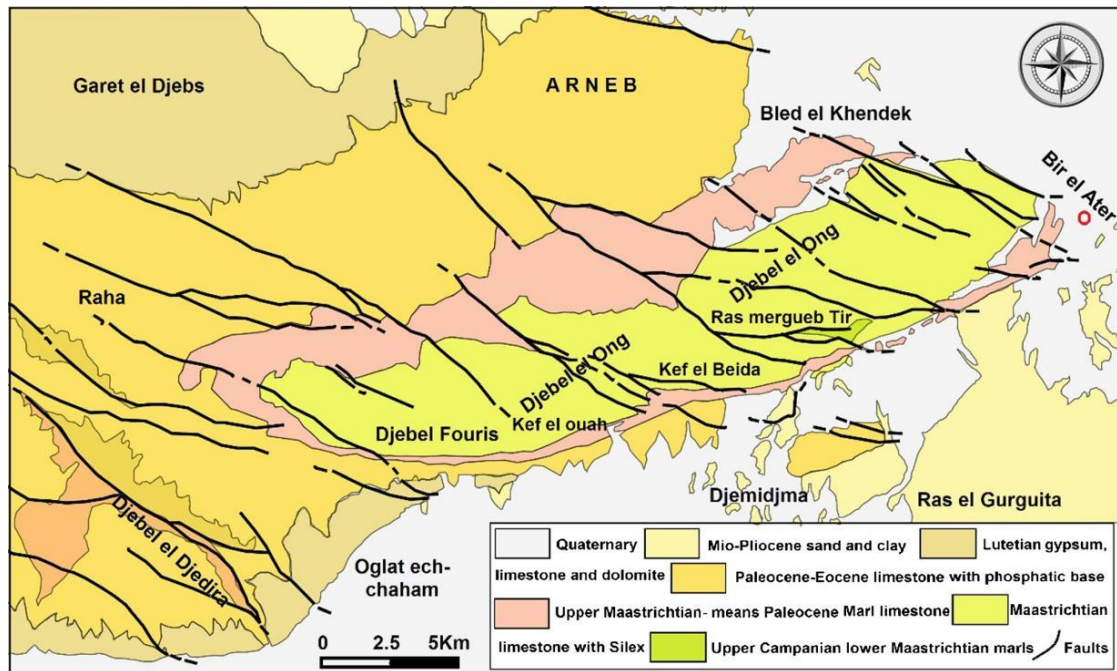 Garet el Djebs
ARNEB
Bled el Khendek
Bir el Ater
Djebel el Ong
Raha
Ras mergueb Tir
Djebel el Ong
Kef el Beida
Kef el ouah
Djebel Fouris
Djebel el Djedira
Djemidjma
Ras el Gurguita
Oglat ech-
chaham
0 2.5 5Km
Quaternary Mio-Pliocene sand and clay Lutetian gypsum,
limestone and dolomite Paleocene-Eocene limestone with phosphatic base
Upper Maastrichtian- means Paleocene Marl limestone Maastrichtian
limestone with Silex Upper Campanian lower Maastrichtian marls Faults